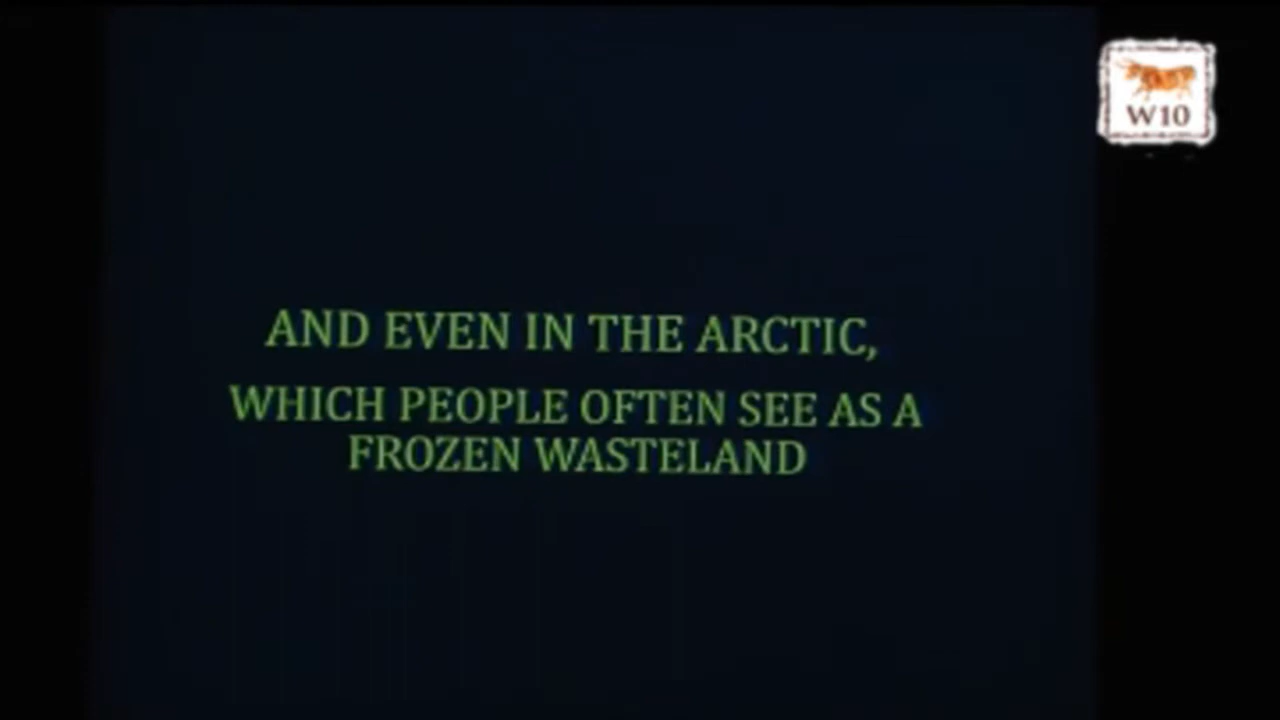 W10
AND EVEN IN THE ARCTIC,
WHICH PEOPLE OFTEN SEE AS A
FROZEN WASTELAND